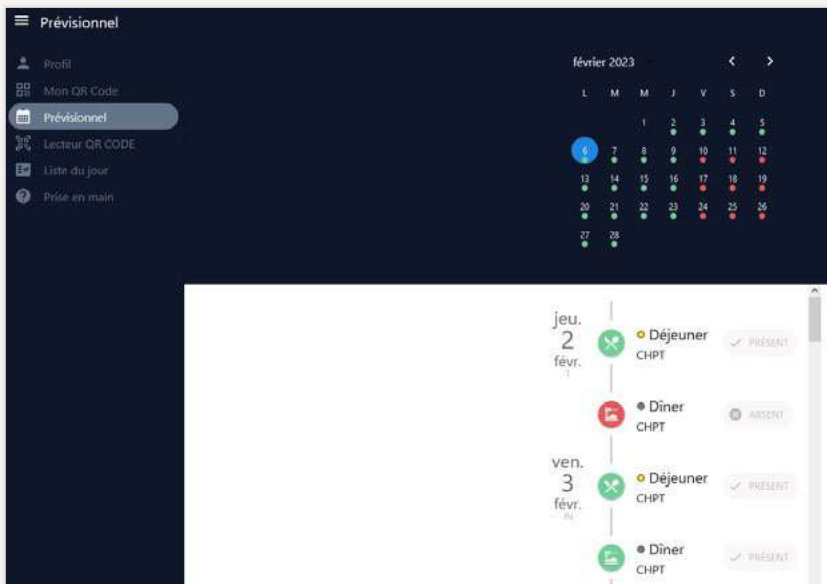 Prévisionnel
Profil
Mon QR Code
Prévisionnel
Lecteur QR CODE
Liste du jour
Prise en main
février 2023
L M M J V S D
1 2 3 4 5
6 7 8 9 10 11 12
13 14 15 16 17 18 19
20 21 22 23 24 25 26
27 28
jeu.
2
févr.
Déjeuner
CHPT
PRÉSENT
Dîner
CHPT
ABSENT
ven.
3
févr.
Déjeuner
CHPT
PRÉSENT
Dîner
CHPT
PRÉSENT